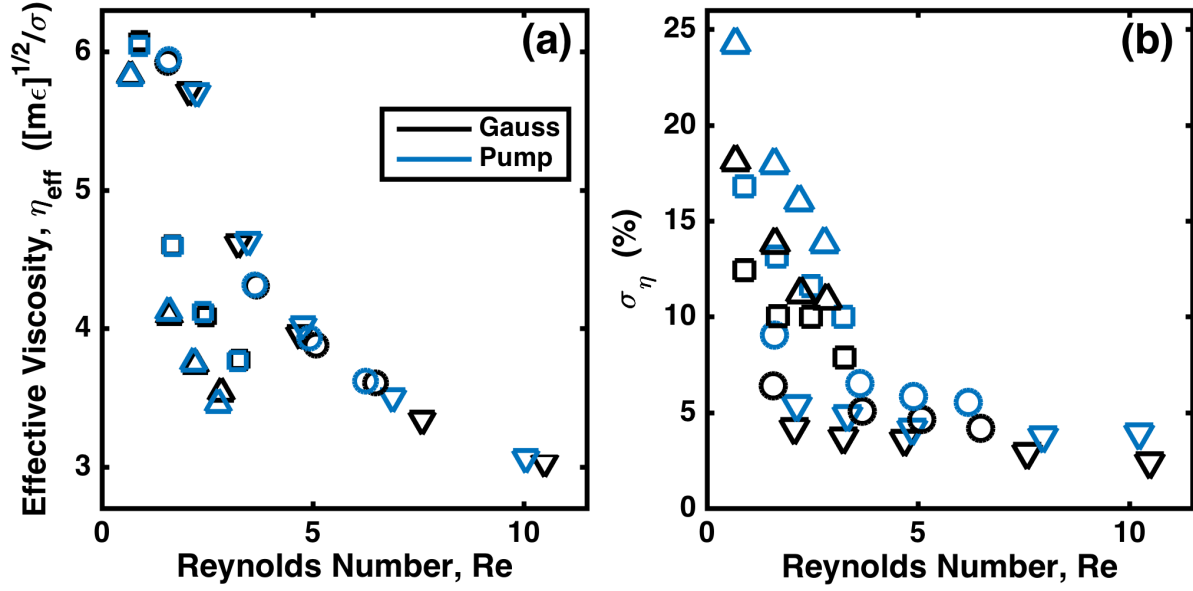 (a)
6
5
4
3
0
5
10
Effective Viscosity, η_eff ([mϵ]^1/2/σ)
Reynolds Number, Re
Gauss
Pump
(b)
25
20
15
10
5
0
0
5
10
σ_η (%)
Reynolds Number, Re